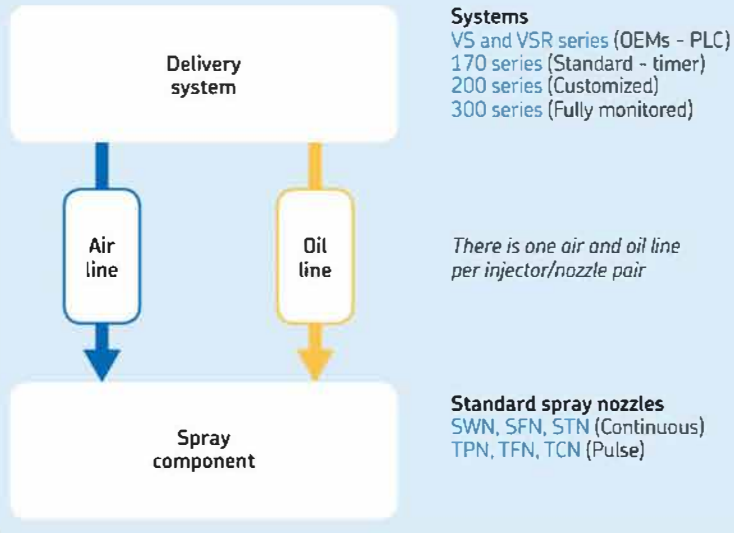 Delivery
system
Systems
VS and VSR series (OEMs - PLC)
170 series (Standard - timer)
200 series (Customized)
300 series (Fully monitored)
Air
line
Oil
line
There is one air and oil line
per injector/nozzle pair
Spray
component
Standard spray nozzles
SWN, SFN, STN (Continuous)
TPN, TFN, TCN (Pulse)